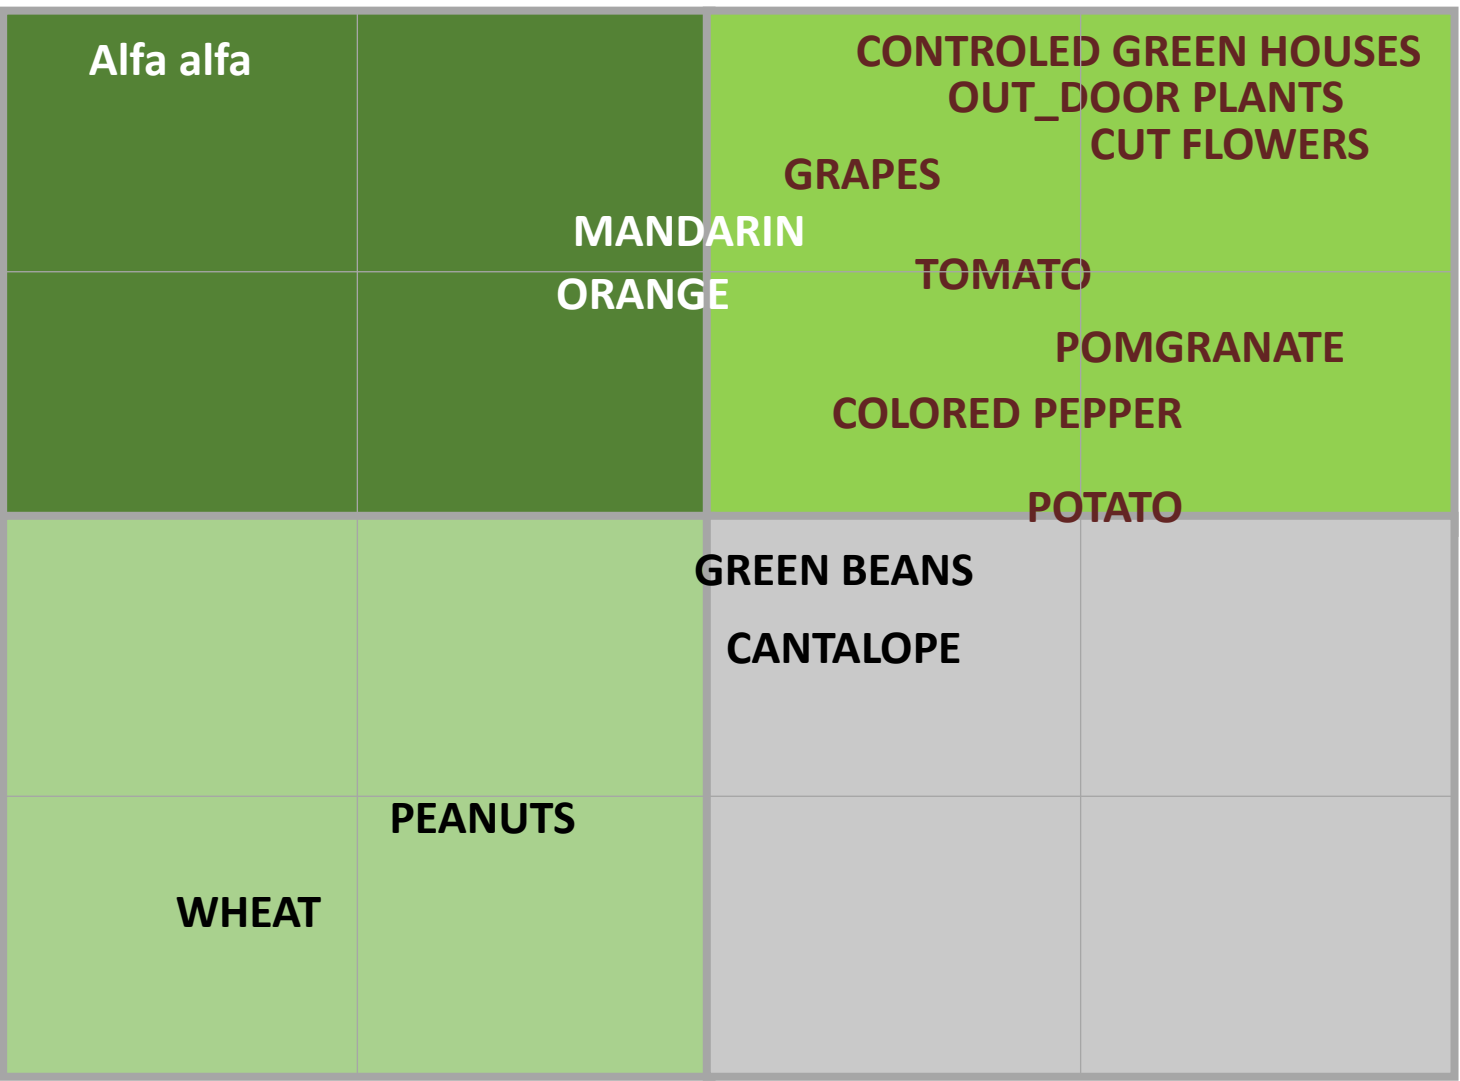 Alfa alfa
CONTROLED GREEN HOUSES
OUT_DOOR PLANTS
CUT FLOWERS
GRAPES
MANDARIN
TOMATO
ORANGE
POMGRANATE
COLORED PEPPER
POTATO
GREEN BEANS
CANTALOPE
PEANUTS
WHEAT